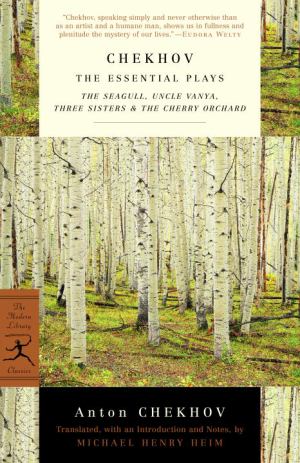 "Chekhov, speaking simply and never otherwise than
as an artist and a humane man, shows us in fullness and
plenitude the mystery of our lives."—EUDORA WELTY
CHEKHOV
THE ESSENTIAL PLAYS
THE SEAGULL, UNCLE VANYA,
THREE SISTERS & THE CHERRY ORCHARD
The
Modern Library
Classics
Anton CHEKHOV
Translated, with an Introduction and Notes, by
MICHAEL HENRY HEIM